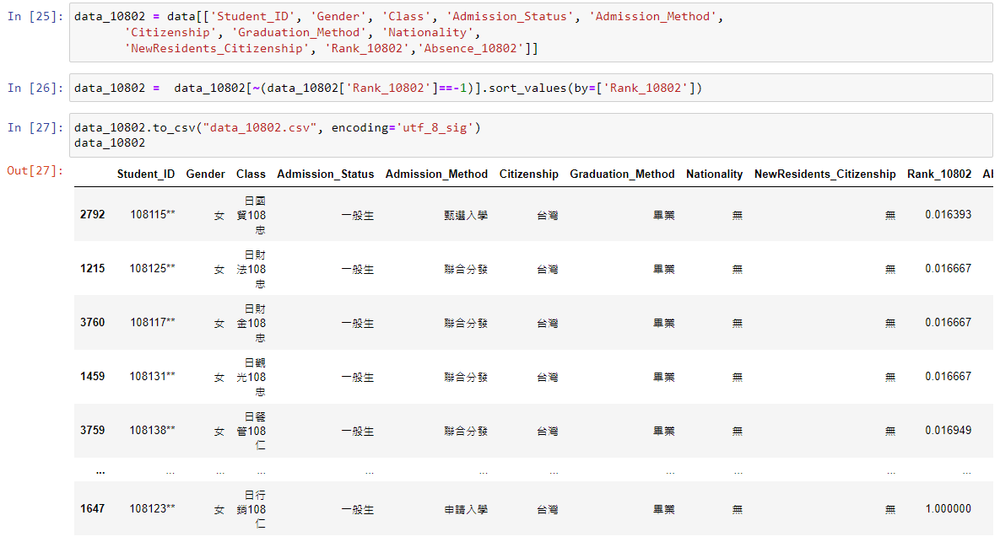 In [25]: data_10802 = data[['Student_ID', 'Gender', 'Class', 'Admission_Status', 'Admission_Method',
'Citizenship', 'Graduation_Method', 'Nationality',
'NewResidents_Citizenship', 'Rank_10802','Absence_10802']]
In [26]: data_10802 =  data_10802[~(data_10802['Rank_10802']==-1)].sort_values(by=['Rank_10802'])
In [27]: data_10802.to_csv("data_10802.csv", encoding='utf_8_sig')
data_10802
Out[27]:
Student_ID Gender Class Admission_Status Admission_Method Citizenship Graduation_Method Nationality NewResidents_Citizenship Rank_10802 Al
2792 108115** 女 日國貿108忠 一般生 甄選入學 台灣 畢業 無 無 0.016393
1215 108125** 女 日財法108忠 一般生 聯合分發 台灣 畢業 無 無 0.016667
3760 108117** 女 日財金108忠 一般生 聯合分發 台灣 畢業 無 無 0.016667
1459 108131** 女 日觀光108忠 一般生 聯合分發 台灣 畢業 無 無 0.016667
3759 108138** 女 日餐管108仁 一般生 聯合分發 台灣 畢業 無 無 0.016949
... ... ... ... ... ... ... ... ... ... ...
1647 108123** 女 日行銷108仁 一般生 申請入學 台灣 畢業 無 無 1.000000